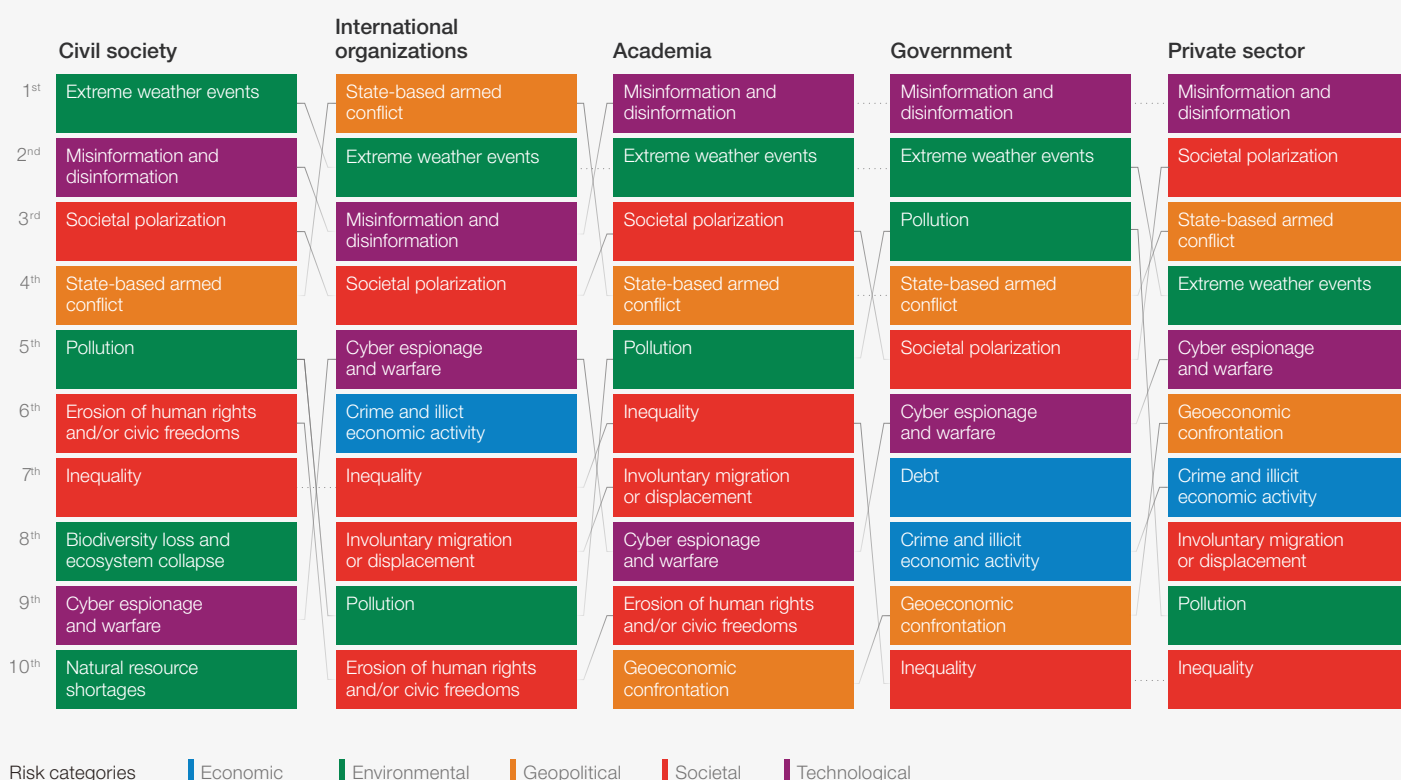 Civil society
International
organizations
Academia
Government
Private sector
1st
Extreme weather events
State-based armed
conflict
Misinformation and
disinformation
Misinformation and
disinformation
Misinformation and
disinformation
2nd
Misinformation and
disinformation
Extreme weather events
Extreme weather events
Extreme weather events
Societal polarization
3rd
Societal polarization
Misinformation and
disinformation
Societal polarization
Pollution
State-based armed
conflict
4th
State-based armed
conflict
Societal polarization
State-based armed
conflict
State-based armed
conflict
Extreme weather events
5th
Pollution
Cyber espionage
and warfare
Pollution
Societal polarization
Cyber espionage
and warfare
6th
Erosion of human rights
and/or civic freedoms
Crime and illict
economic activity
Inequality
Cyber espionage
and warfare
Geoeconomic
confrontation
7th
Inequality
Inequality
Involuntary migration
or displacement
Debt
Crime and illicit
economic activity
8th
Biodiversity loss and
ecosystem collapse
Involuntary migration
or displacement
Cyber espionage
and warfare
Crime and illicit
economic activity
Involuntary migration
or displacement
9th
Cyber espionage
and warfare
Pollution
Erosion of human rights
and/or civic freedoms
Geoeconomic
confrontation
Pollution
10th
Natural resource
shortages
Erosion of human rights
and/or civic freedoms
Geoeconomic
confrontation
Inequality
Inequality
Risk categories
Economic
Environmental
Geopolitical
Societal
Technological